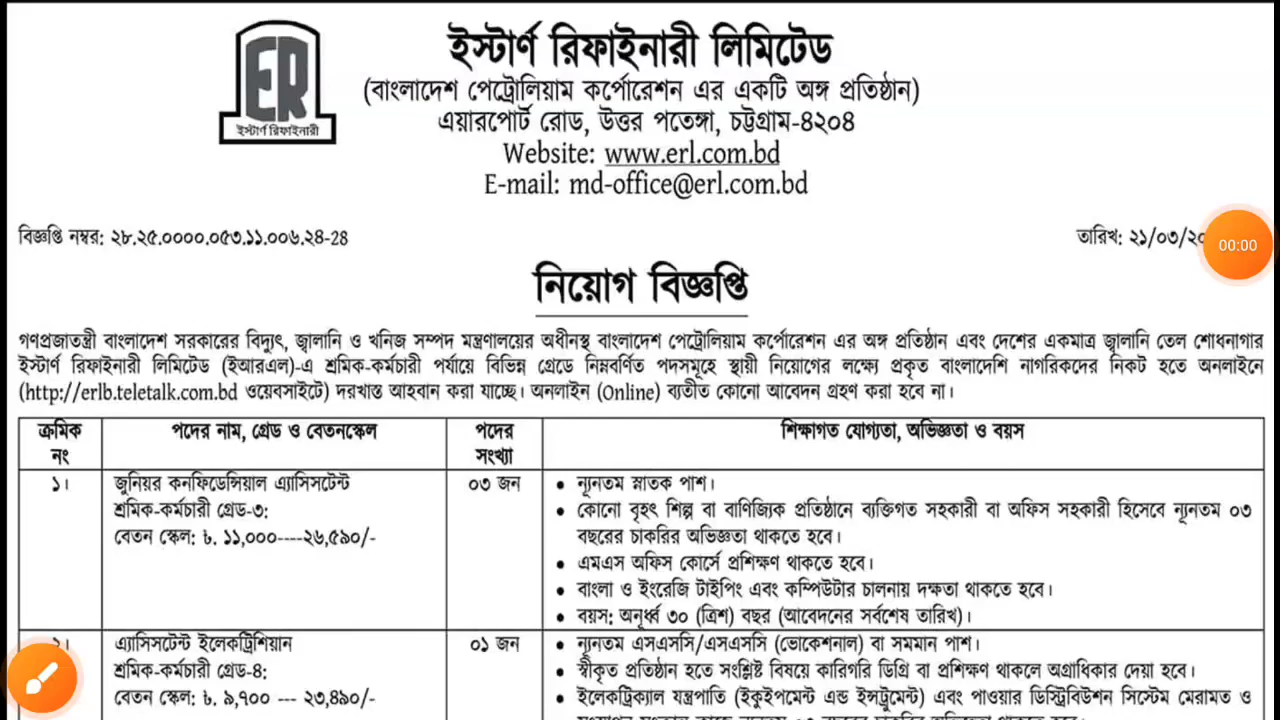 ER
ইস্টার্ণ রিফাইনারী
ইস্টার্ণ রিফাইনারী লিমিটেড
(বাংলাদেশ পেট্রোলিয়াম কর্পোরেশন এর একটি অঙ্গ প্রতিষ্ঠান)
এয়ারপোর্ট রোড, উত্তর পতেঙ্গা, চট্টগ্রাম-৪২০৪
Website: www.erl.com.bd
E-mail: md-office@erl.com.bd
বিজ্ঞপ্তি নম্বর: ২৮.২৫.০০০০.০৫৩.১১.০০৬.২৪-28
তারিখ: ২১/০৩/২০
00:00
নিয়োগ বিজ্ঞপ্তি
গণপ্রজাতন্ত্রী বাংলাদেশ সরকারের বিদ্যুৎ, জ্বালানি ও খনিজ সম্পদ মন্ত্রণালয়ের অধীনস্থ বাংলাদেশ পেট্রোলিয়াম কর্পোরেশন এর অঙ্গ প্রতিষ্ঠান এবং দেশের একমাত্র জ্বালানি তেল শোধনাগার
ইস্টার্ণ রিফাইনারী লিমিটেড (ইআরএল)-এ শ্রমিক-কর্মচারী পর্যায়ে বিভিন্ন গ্রেডে নিম্নবর্ণিত পদসমূহে স্থায়ী নিয়োগের লক্ষ্যে প্রকৃত বাংলাদেশি নাগরিকদের নিকট হতে অনলাইনে
(http://erlb.teletalk.com.bd ওয়েবসাইটে) দরখাস্ত আহবান করা যাচ্ছে। অনলাইন (Online) ব্যতীত কোনো আবেদন গ্রহণ করা হবে না।
ক্রমিক নং
পদের নাম, গ্রেড ও বেতনস্কেল
পদের সংখ্যা
শিক্ষাগত যোগ্যতা, অভিজ্ঞতা ও বয়স
১।
জুনিয়র কনফিডেন্সিয়াল এ্যাসিসটেন্ট
শ্রমিক-কর্মচারী গ্রেড-৩:
বেতন স্কেল: ৳. ১১,০০০----২৬,৫৯০/-
০৩ জন
• ন্যূনতম স্নাতক পাশ।
• কোনো বৃহৎ শিল্প বা বাণিজ্যিক প্রতিষ্ঠানে ব্যক্তিগত সহকারী বা অফিস সহকারী হিসেবে ন্যূনতম ০৩
বছরের চাকরির অভিজ্ঞতা থাকতে হবে।
• এমএস অফিস কোর্সে প্রশিক্ষণ থাকতে হবে।
• বাংলা ও ইংরেজি টাইপিং এবং কম্পিউটার চালনায় দক্ষতা থাকতে হবে।
• বয়স: অনূর্ধ্ব ৩০ (ত্রিশ) বছর (আবেদনের সর্বশেষ তারিখ)।
২।
এ্যাসিসটেন্ট ইলেকট্রিশিয়ান
শ্রমিক-কর্মচারী গ্রেড-৪:
বেতন স্কেল: ৳. ৯,৭০০ --- ২৩,৪৯০/-
০১ জন
• ন্যূনতম এসএসসি/এসএসসি (ভোকেশনাল) বা সমমান পাশ।
• স্বীকৃত প্রতিষ্ঠান হতে সংশ্লিষ্ট বিষয়ে কারিগরি ডিগ্রি বা প্রশিক্ষণ থাকলে অগ্রাধিকার দেয়া হবে।
• ইলেকট্রিক্যাল যন্ত্রপাতি (ইকুইপমেন্ট এন্ড ইন্সট্রুমেন্ট) এবং পাওয়ার ডিস্ট্রিবিউশন সিস্টেম মেরামত ও